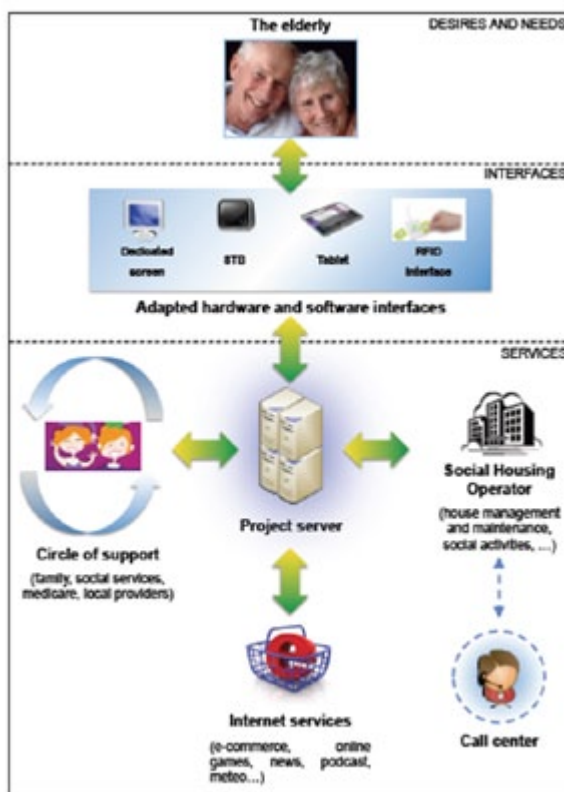 The elderly
DESIRES AND NEEDS
INTERFACES
Dedicated
screen
STB
Tablet
RFID
Interface
Adapted hardware and software interfaces
SERVICES
Project server
Social Housing
Operator
(house management
and maintenance,
social activities, ...)
Circle of support
(family, social services,
medicare, local providers)
Internet services
(e-commerce, online
games, news, podcast,
meteo...)
Call center